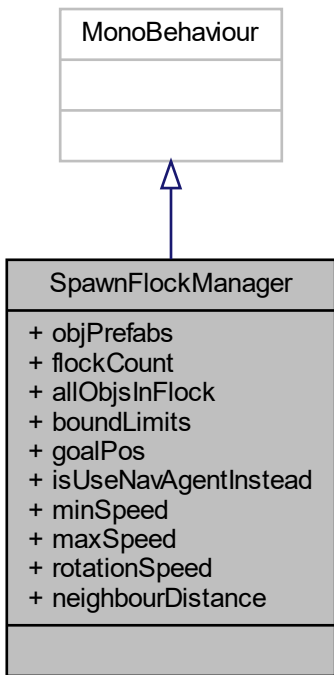 MonoBehaviour
SpawnFlockManager
+ objPrefabs
+ flockCount
+ allObjsInFlock
+ boundLimits
+ goalPos
+ isUseNavAgentInstead
+ minSpeed
+ maxSpeed
+ rotationSpeed
+ neighbourDistance